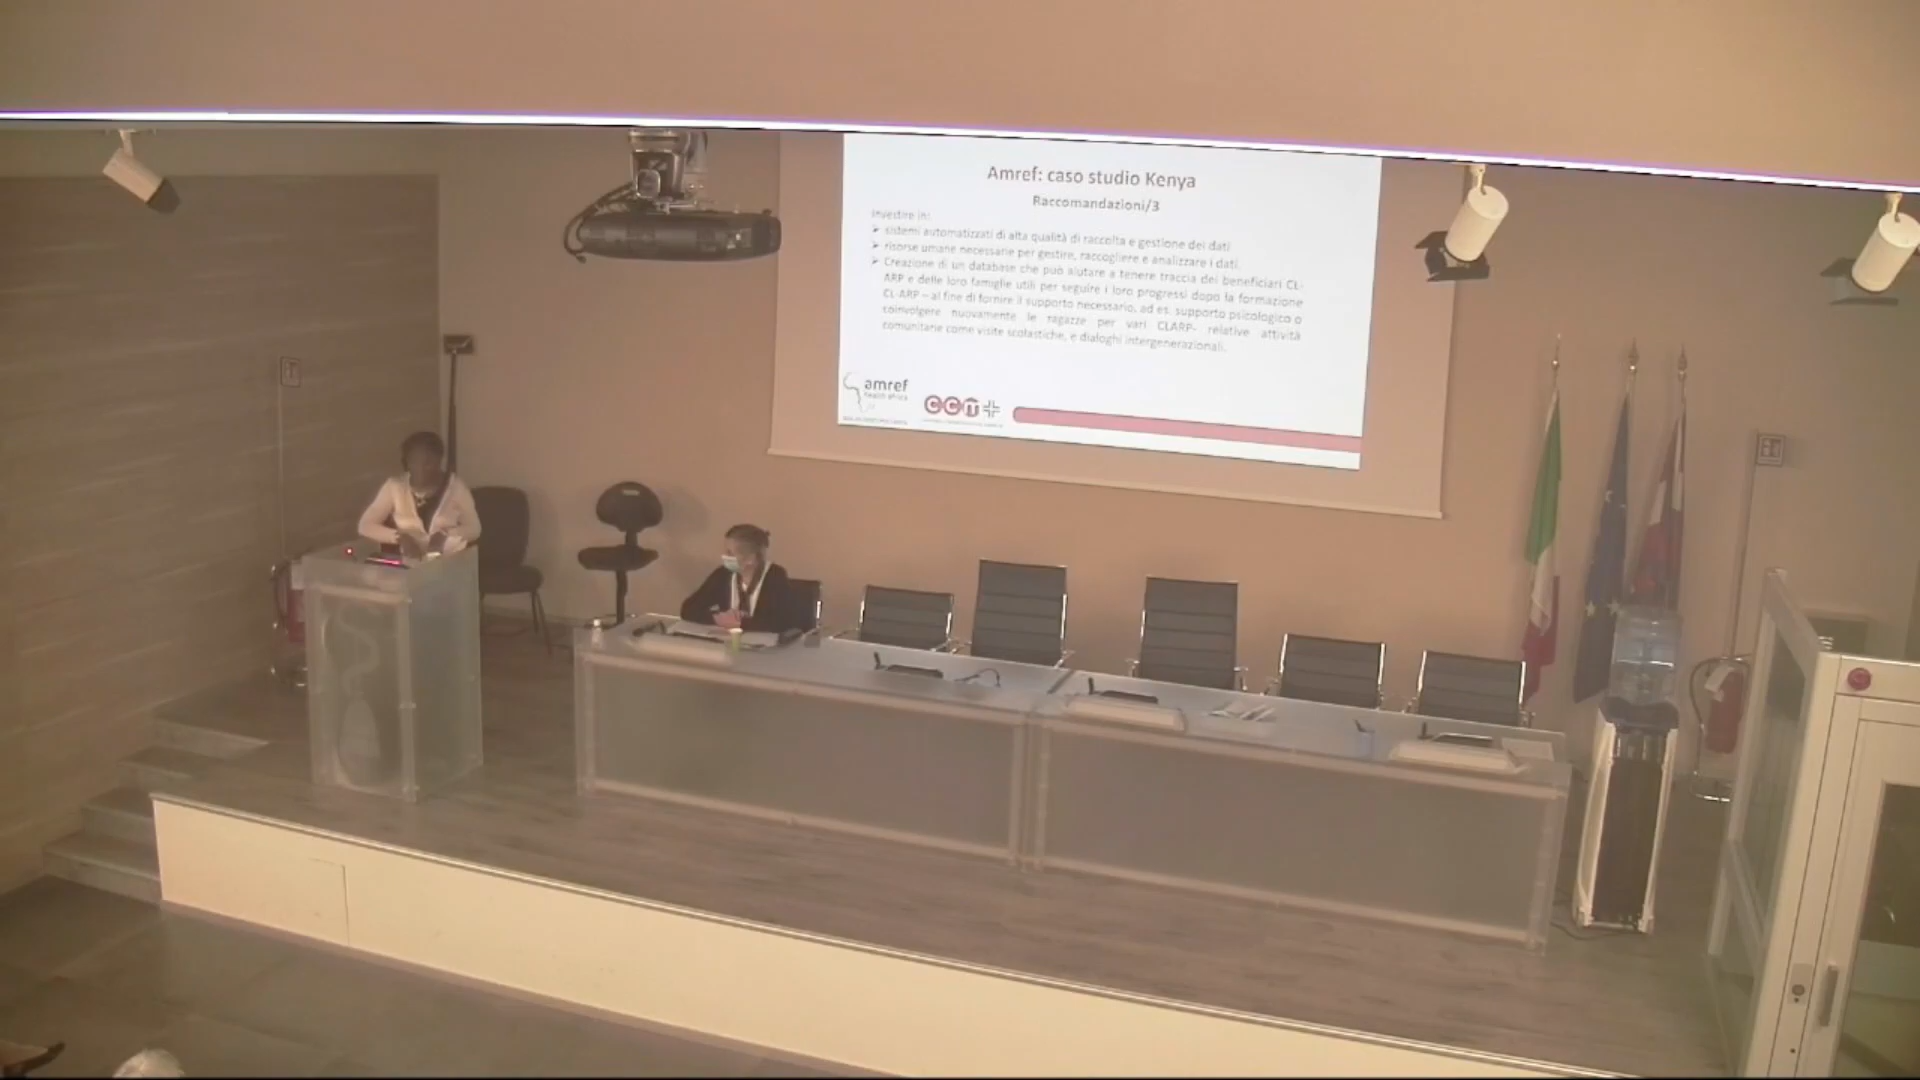 Amref: caso studio Kenya
Raccomandazioni/3
Investire in:
➢ sistemi automatizzati di alta qualità di raccolta e gestione dei dati
➢ risorse umane necessarie per gestire, raccogliere e analizzare i dati.
➢ Creazione di un database che può aiutare a tenere traccia dei beneficiari CL-
ARP e delle loro famiglie utili per seguire i loro progressi dopo la formazione
CL-ARP – al fine di fornire il supporto necessario, ad es. supporto psicologico o
coinvolgere nuovamente le ragazze per vari CLARP- relative attività
comunitarie come visite scolastiche, e dialoghi intergenerazionali.
amref
health africa
ccm